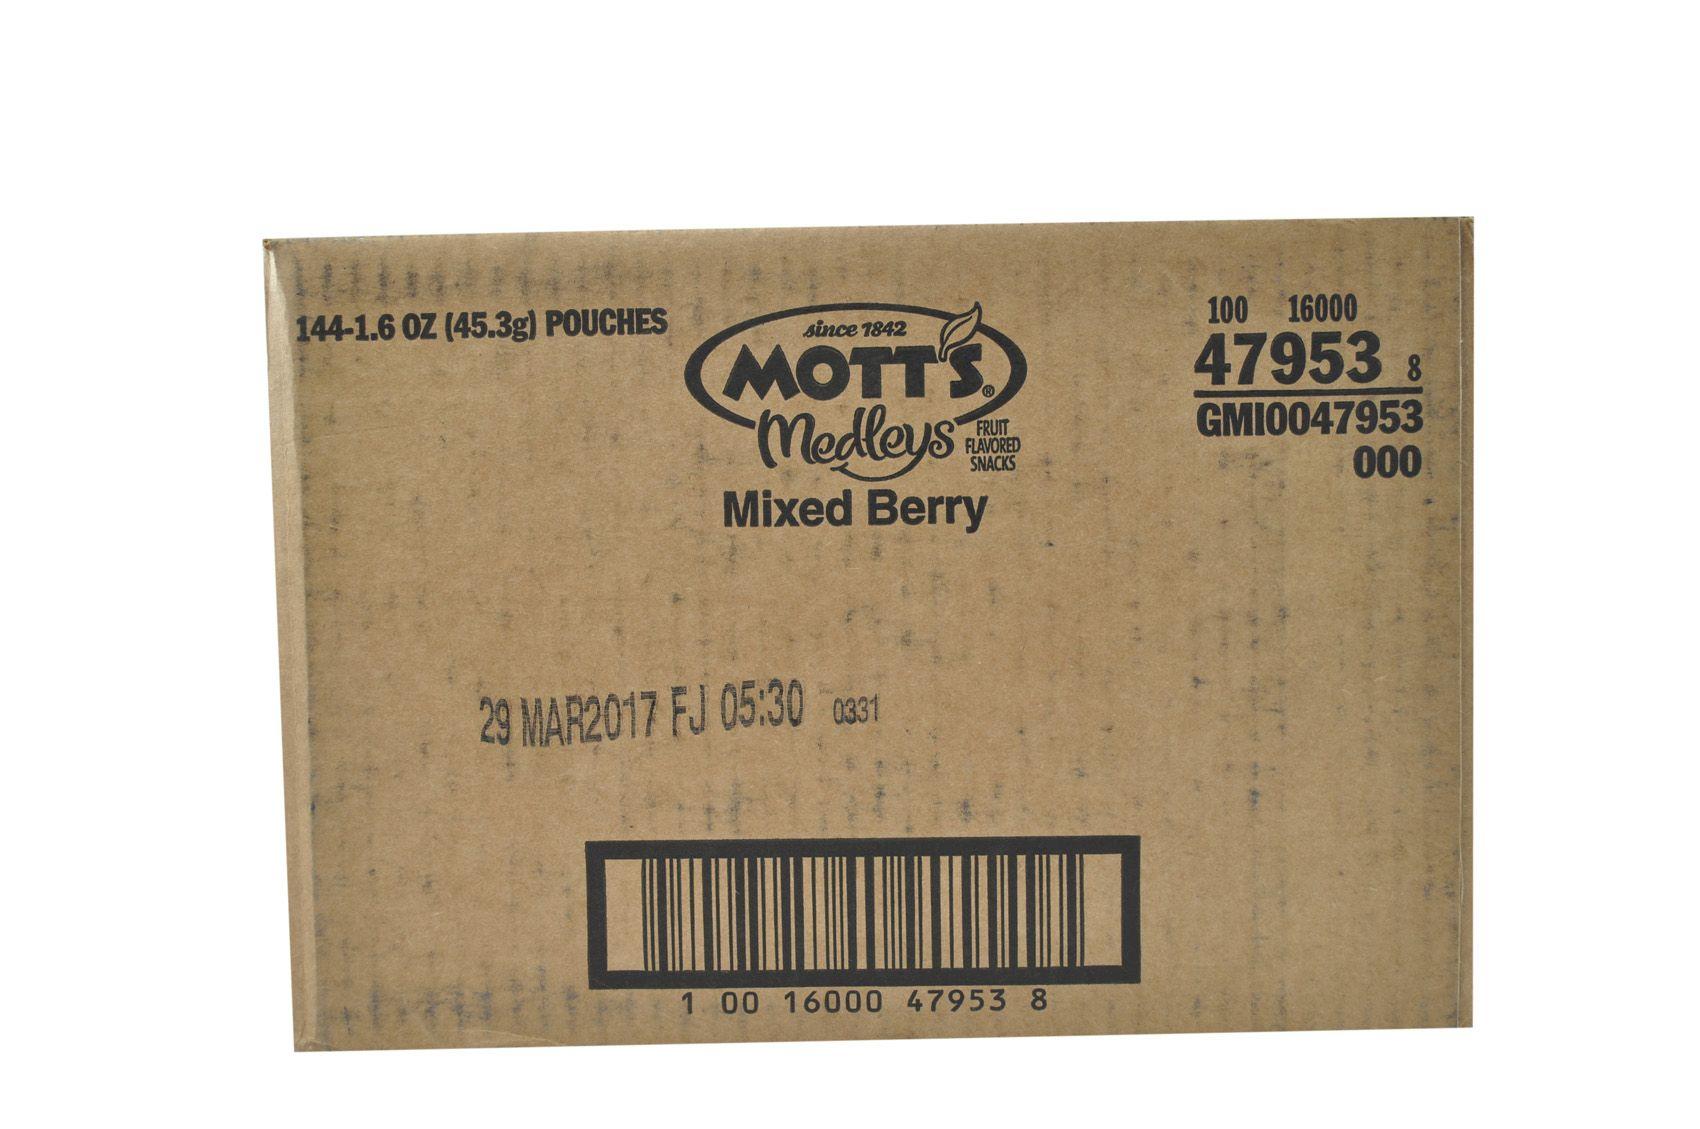 144-1.6 OZ (45.3g) POUCHES
since 1842
MOTT'S®
Medleys
FRUIT
FLAVORED
SNACKS
Mixed Berry
100 16000
47953 8
GMI0047953
000
29 MAR2017 FJ 05:30 0331
1 00 16000 47953 8